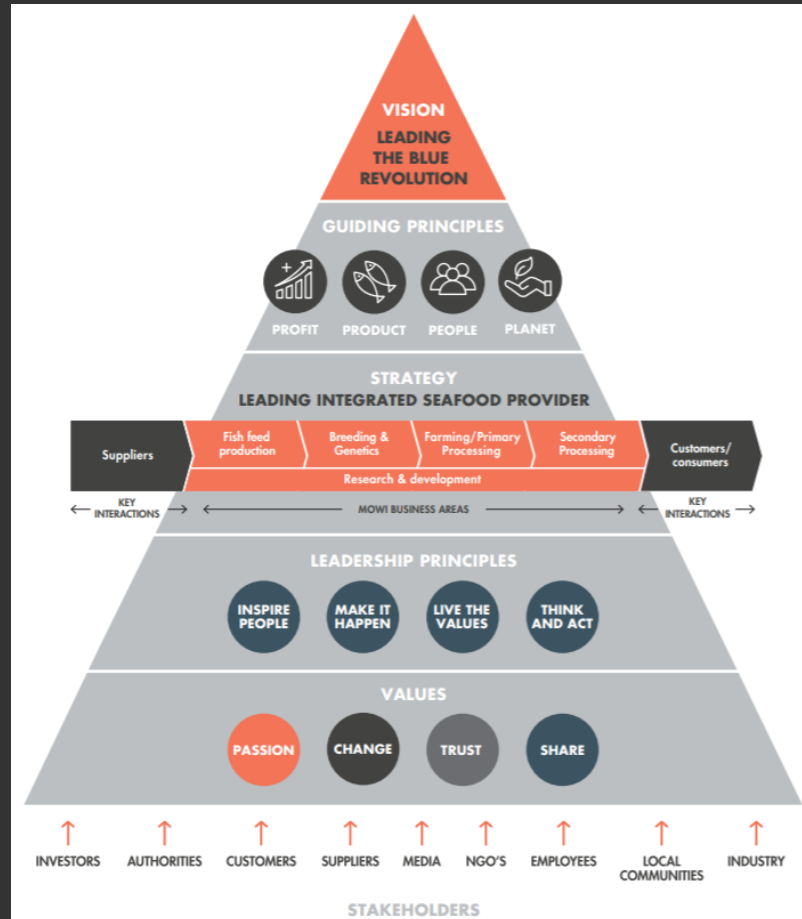 VISION
LEADING
THE BLUE
REVOLUTION
GUIDING PRINCIPLES
PROFIT
PRODUCT
PEOPLE
PLANET
STRATEGY
LEADING INTEGRATED SEAFOOD PROVIDER
Suppliers
Fish feed
production
Breeding &
Genetics
Farming/Primary
Processing
Secondary
Processing
Customers/
consumers
Research & development
KEY
INTERACTIONS
MOWI BUSINESS AREAS
KEY
INTERACTIONS
LEADERSHIP PRINCIPLES
INSPIRE
PEOPLE
MAKE IT
HAPPEN
LIVE THE
VALUES
THINK
AND ACT
VALUES
PASSION
CHANGE
TRUST
SHARE
INVESTORS
AUTHORITIES
CUSTOMERS
SUPPLIERS
MEDIA
NGO'S
EMPLOYEES
LOCAL
COMMUNITIES
INDUSTRY
STAKEHOLDERS